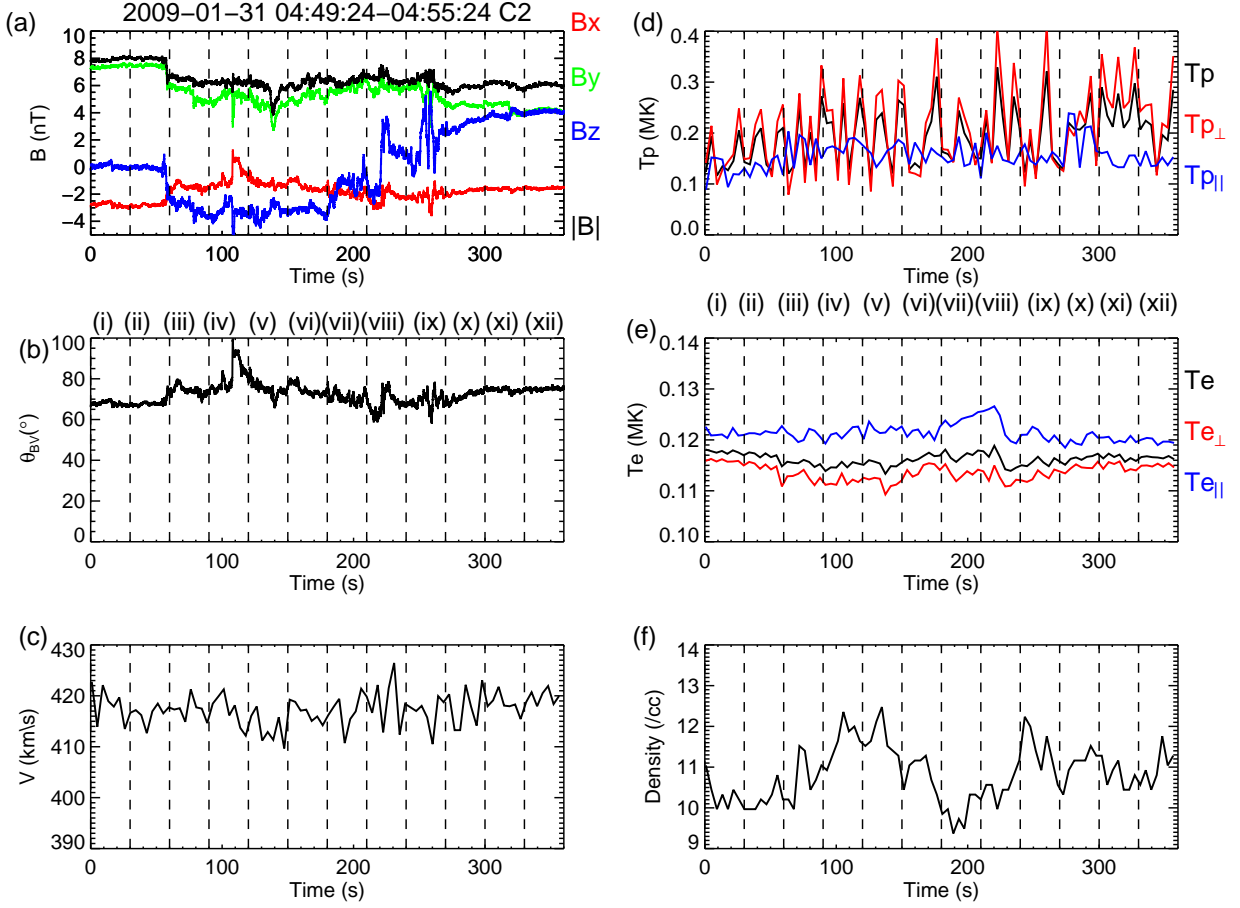 2009−01−31 04:49:24−04:55:24 C2
(a)
Bx
By
Bz
|B|
B (nT)
10
8
6
4
2
0
−2
−4
0 100 200 300
Time (s)
(i) (ii) (iii) (iv) (v) (vi) (vii) (viii) (ix) (x) (xi) (xii)
(b)
θBV(°)
100
80
60
40
20
0
0 100 200 300
Time (s)
(c)
V (km\s)
430
420
410
400
390
0 100 200 300
Time (s)
(d)
Tp
Tp⊥
Tp||
Tp (MK)
0.4
0.3
0.2
0.1
0.0
0 100 200 300
Time (s)
(i) (ii) (iii) (iv) (v) (vi) (vii) (viii) (ix) (x) (xi) (xii)
(e)
Te
Te⊥
Te||
Te (MK)
0.14
0.13
0.12
0.11
0.10
0 100 200 300
Time (s)
(f)
Density (/cc)
14
13
12
11
10
9
0 100 200 300
Time (s)